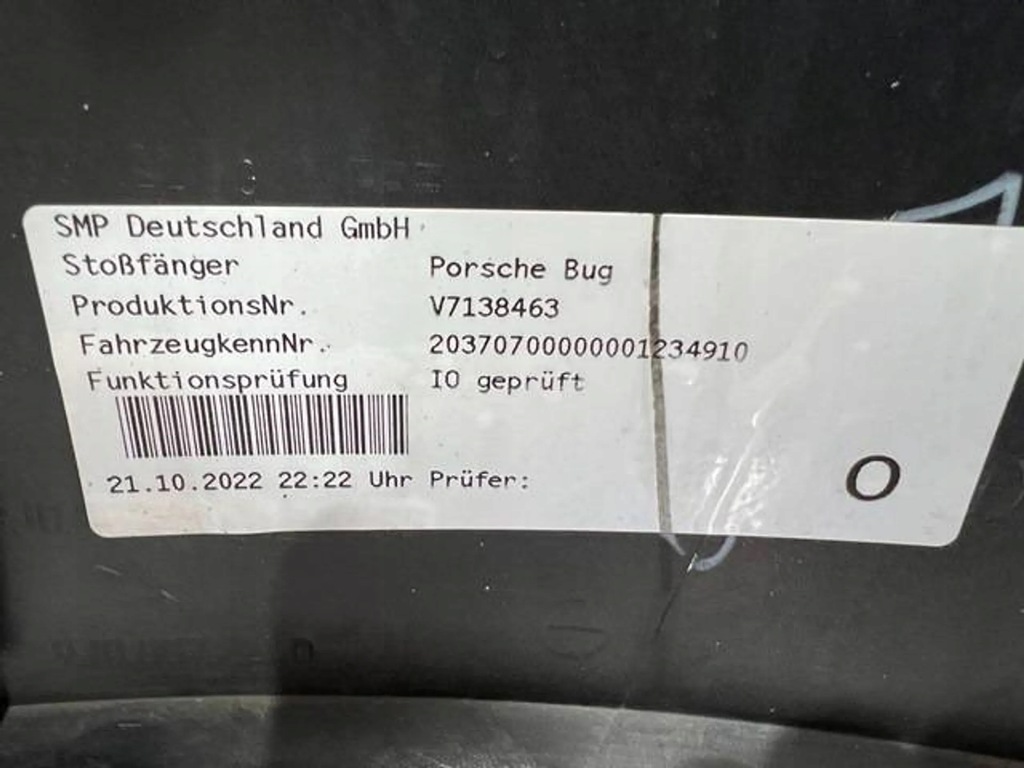 SMP Deutschland GmbH
Stoßfänger Porsche Bug
ProduktionsNr. V7138463
FahrzeugkennNr. 20370700000001234910
Funktionsprüfung IO geprüft
21.10.2022 22:22 Uhr Prüfer:
O